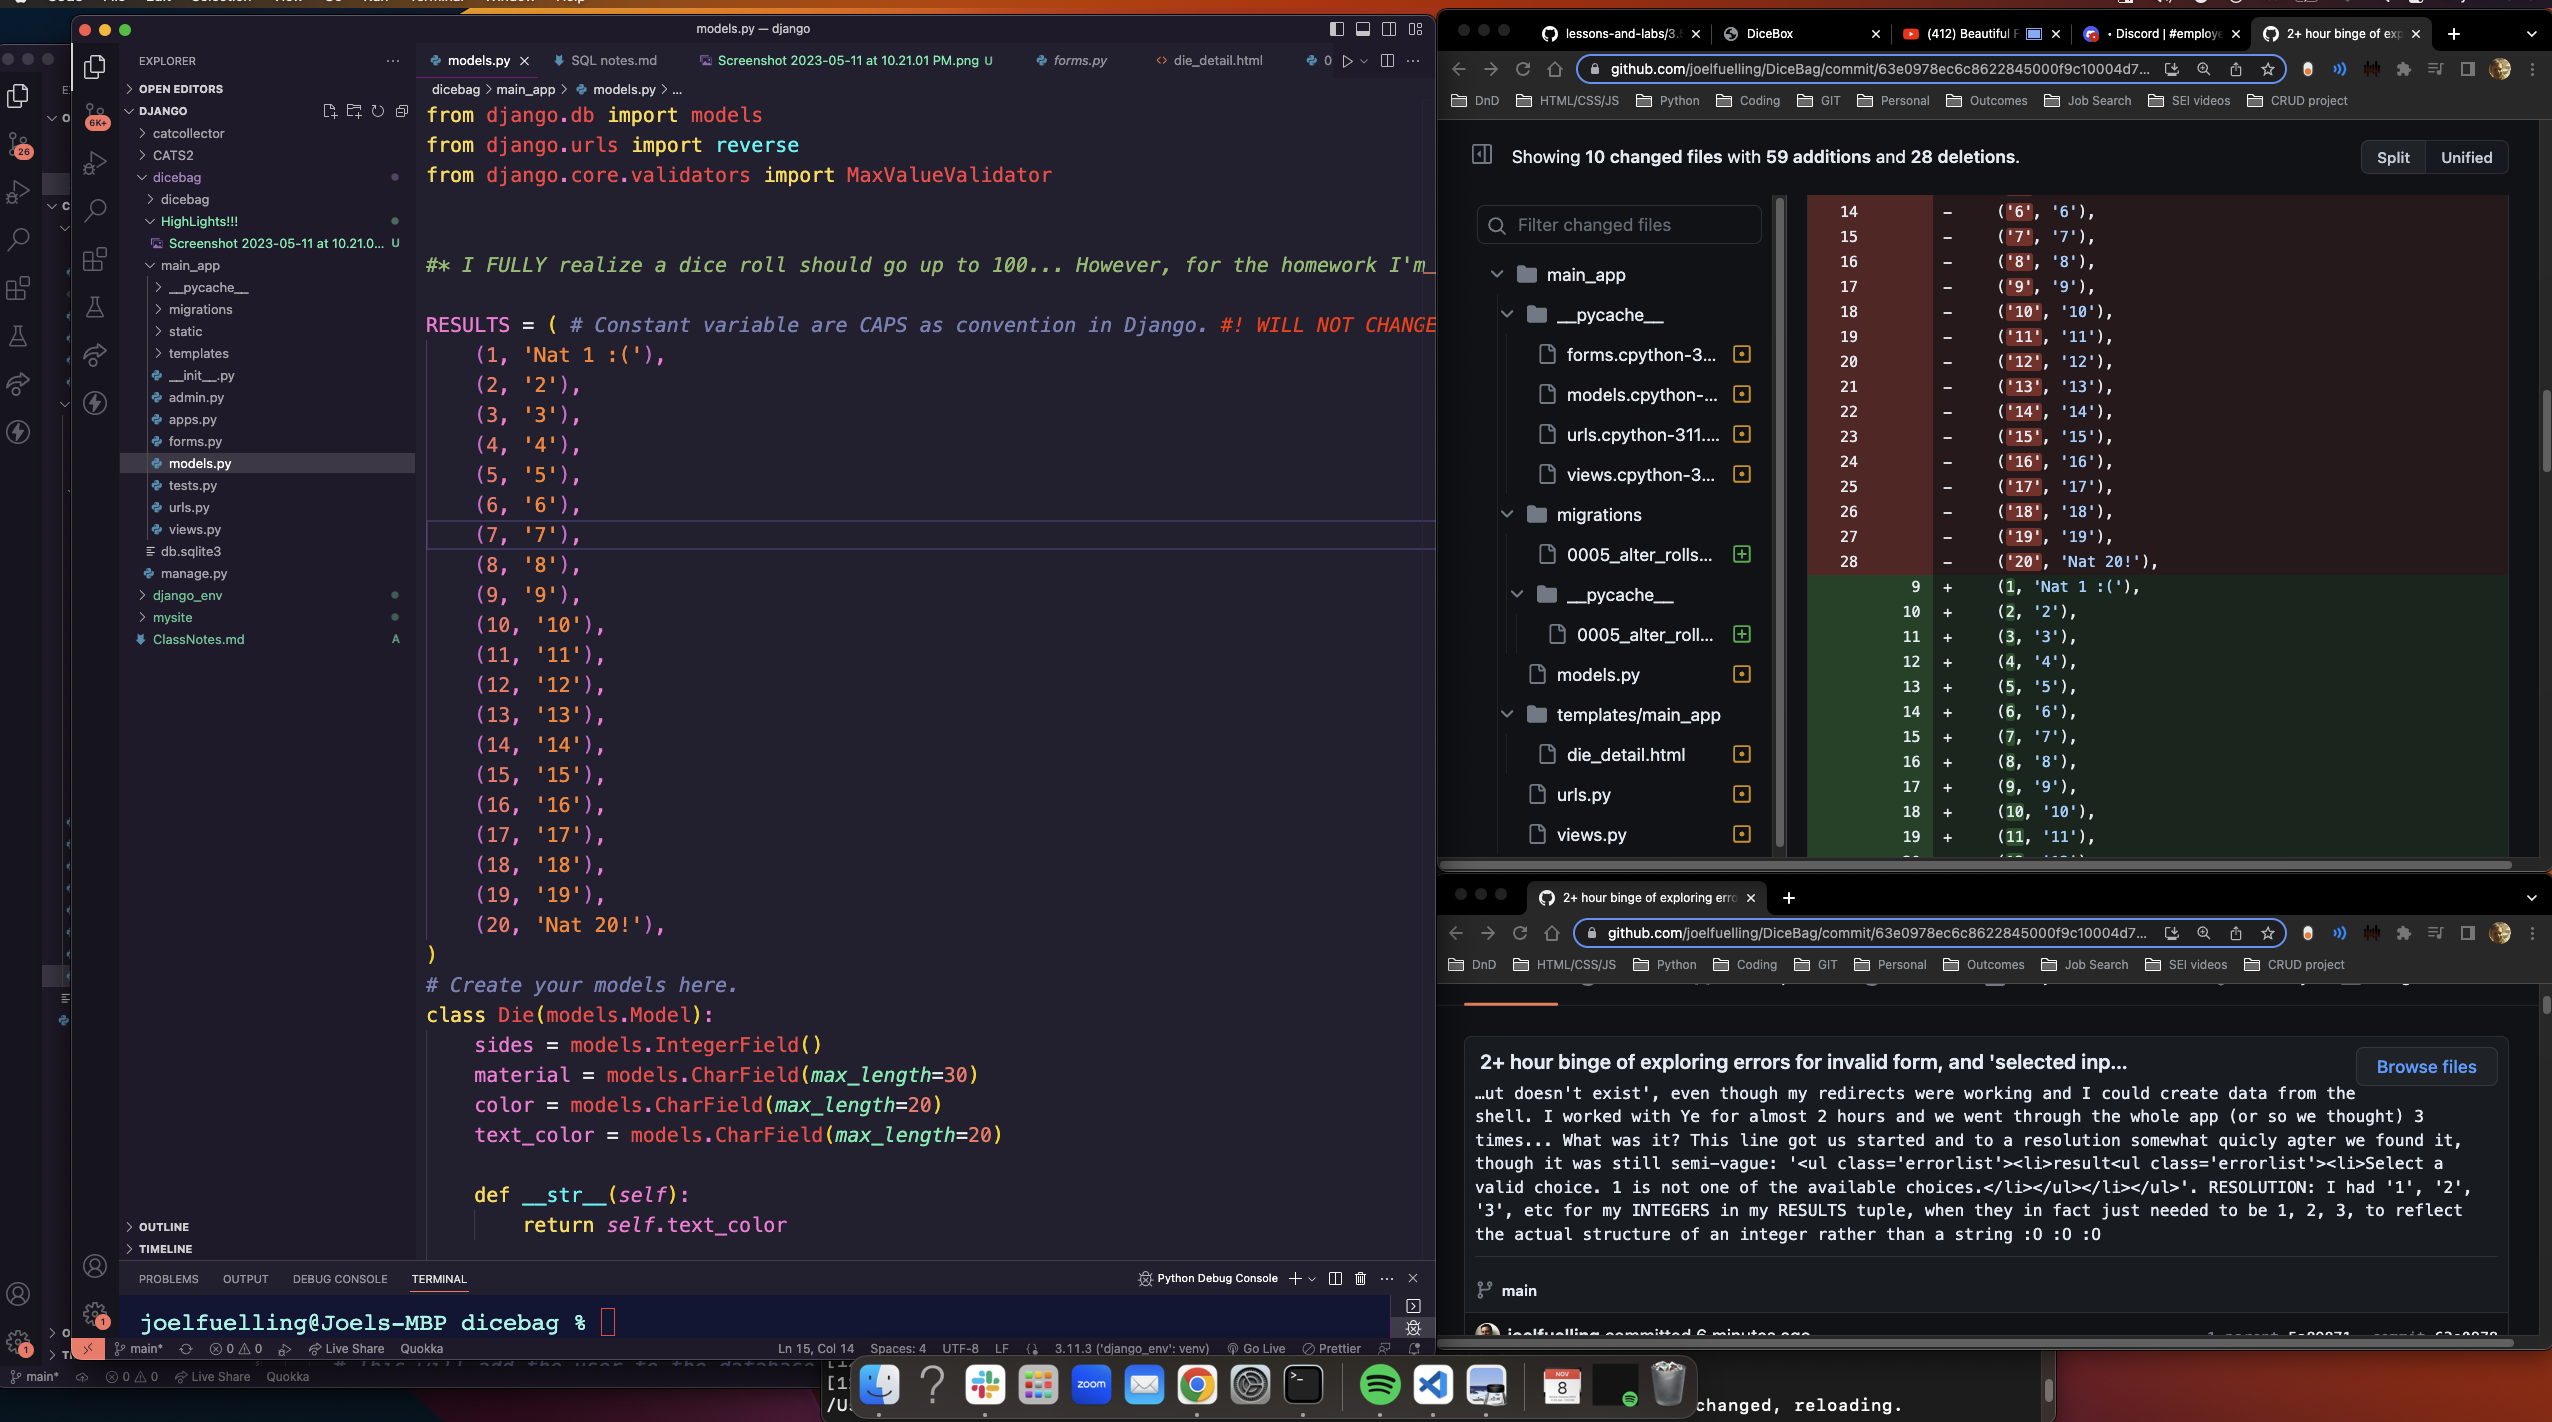 models.py — django
EXPLORER
OPEN EDITORS
DJANGO
6K+
26
catcollector
CATS2
dicebag
dicebag
HighLights!!!
Screenshot 2023-05-11 at 10.21.0... U
main_app
__pycache__
migrations
static
templates
__init__.py
admin.py
apps.py
forms.py
models.py
tests.py
urls.py
views.py
db.sqlite3
manage.py
django_env
mysite
ClassNotes.md A
OUTLINE
TIMELINE
models.py
SQL notes.md
Screenshot 2023-05-11 at 10.21.01 PM.png U
forms.py
die_detail.html
dicebag > main_app > models.py > ...
from django.db import models
from django.urls import reverse
from django.core.validators import MaxValueValidator
#* I FULLY realize a dice roll should go up to 100... However, for the homework I'm
RESULTS = ( # Constant variable are CAPS as convention in Django. #! WILL NOT CHANGE
(1, 'Nat 1 :('),
(2, '2'),
(3, '3'),
(4, '4'),
(5, '5'),
(6, '6'),
(7, '7'),
(8, '8'),
(9, '9'),
(10, '10'),
(11, '11'),
(12, '12'),
(13, '13'),
(14, '14'),
(15, '15'),
(16, '16'),
(17, '17'),
(18, '18'),
(19, '19'),
(20, 'Nat 20!'),
)
# Create your models here.
class Die(models.Model):
sides = models.IntegerField()
material = models.CharField(max_length=30)
color = models.CharField(max_length=20)
text_color = models.CharField(max_length=20)
def __str__(self):
return self.text_color
PROBLEMS OUTPUT DEBUG CONSOLE TERMINAL
Python Debug Console
joelfuelling@Joels-MBP dicebag %
main* 0 0 Live Share Quokka
Ln 15, Col 14 Spaces: 4 UTF-8 LF 3.11.3 ('django_env': venv) Go Live Prettier
main* 0 0 Live Share Quokka
lessons-and-labs/3.
DiceBox
(412) Beautiful
Discord | #employe
2+ hour binge of exp
github.com/joelfuelling/DiceBag/commit/63e0978ec6c8622845000f9c10004d7...
DnD HTML/CSS/JS Python Coding GIT Personal Outcomes Job Search SEI videos CRUD project
Showing 10 changed files with 59 additions and 28 deletions.
Split Unified
Filter changed files
main_app
__pycache__
forms.cpython-3...
models.cpython-...
urls.cpython-311....
views.cpython-3...
migrations
0005_alter_rolls...
__pycache__
0005_alter_roll...
models.py
templates/main_app
die_detail.html
urls.py
views.py
14 - ('6', '6'),
15 - ('7', '7'),
16 - ('8', '8'),
17 - ('9', '9'),
18 - ('10', '10'),
19 - ('11', '11'),
20 - ('12', '12'),
21 - ('13', '13'),
22 - ('14', '14'),
23 - ('15', '15'),
24 - ('16', '16'),
25 - ('17', '17'),
26 - ('18', '18'),
27 - ('19', '19'),
28 - ('20', 'Nat 20!'),
9 + (1, 'Nat 1 :('),
10 + (2, '2'),
11 + (3, '3'),
12 + (4, '4'),
13 + (5, '5'),
14 + (6, '6'),
15 + (7, '7'),
16 + (8, '8'),
17 + (9, '9'),
18 + (10, '10'),
19 + (11, '11'),
2+ hour binge of exploring erro
github.com/joelfuelling/DiceBag/commit/63e0978ec6c8622845000f9c10004d7...
DnD HTML/CSS/JS Python Coding GIT Personal Outcomes Job Search SEI videos CRUD project
2+ hour binge of exploring errors for invalid form, and 'selected inp...
Browse files
…ut doesn't exist', even though my redirects were working and I could create data from the
shell. I worked with Ye for almost 2 hours and we went through the whole app (or so we thought) 3
times... What was it? This line got us started and to a resolution somewhat quicly agter we found it,
though it was still semi-vague: '<ul class='errorlist'><li>result<ul class='errorlist'><li>Select a
valid choice. 1 is not one of the available choices.</li></ul></li></ul>'. RESOLUTION: I had '1', '2',
'3', etc for my INTEGERS in my RESULTS tuple, when they in fact just needed to be 1, 2, 3, to reflect
the actual structure of an integer rather than a string :O :O :O
main
joelfuelling committed 6 minutes ago
zoom
NOV
8
changed, reloading.